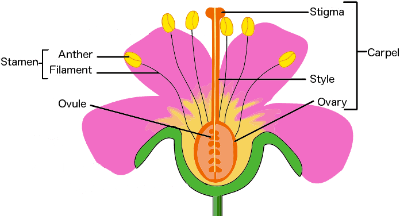 Stigma
Carpel
Anther
Stamen
Filament
Style
Ovule
Ovary